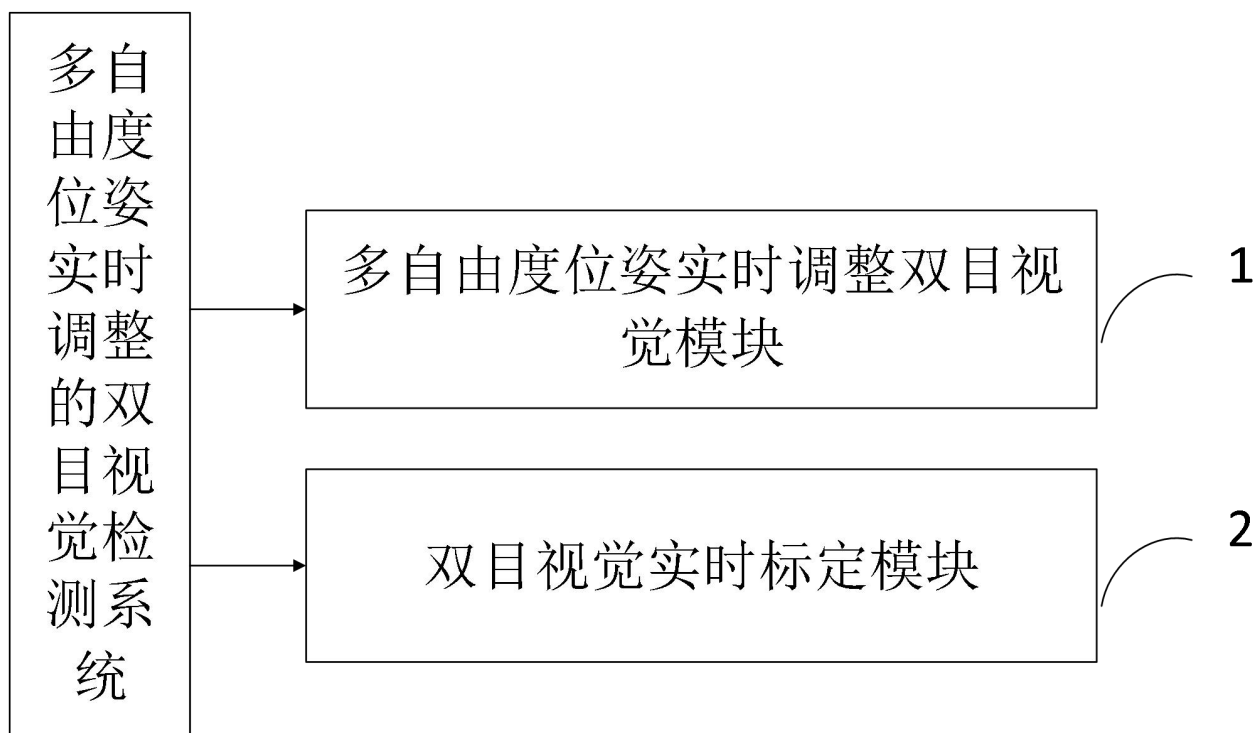 多自
由度
位姿
实时
调整
的双
目视
觉检
测系
统
多自由度位姿实时调整双目视
觉模块
1
双目视觉实时标定模块
2